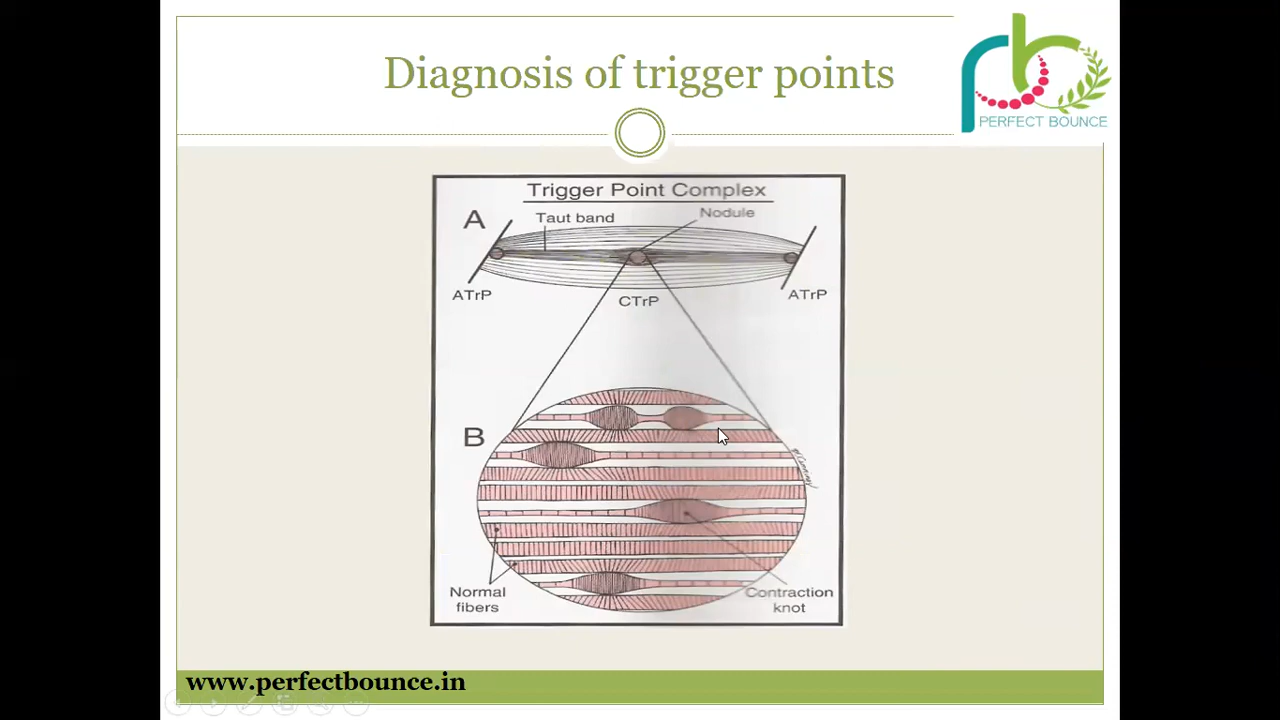 Diagnosis of trigger points
PERFECT BOUNCE
Trigger Point Complex
A
Taut band
Nodule
ATrP
CTrP
ATrP
B
Normal
fibers
Contraction
knot
www.perfectbounce.in